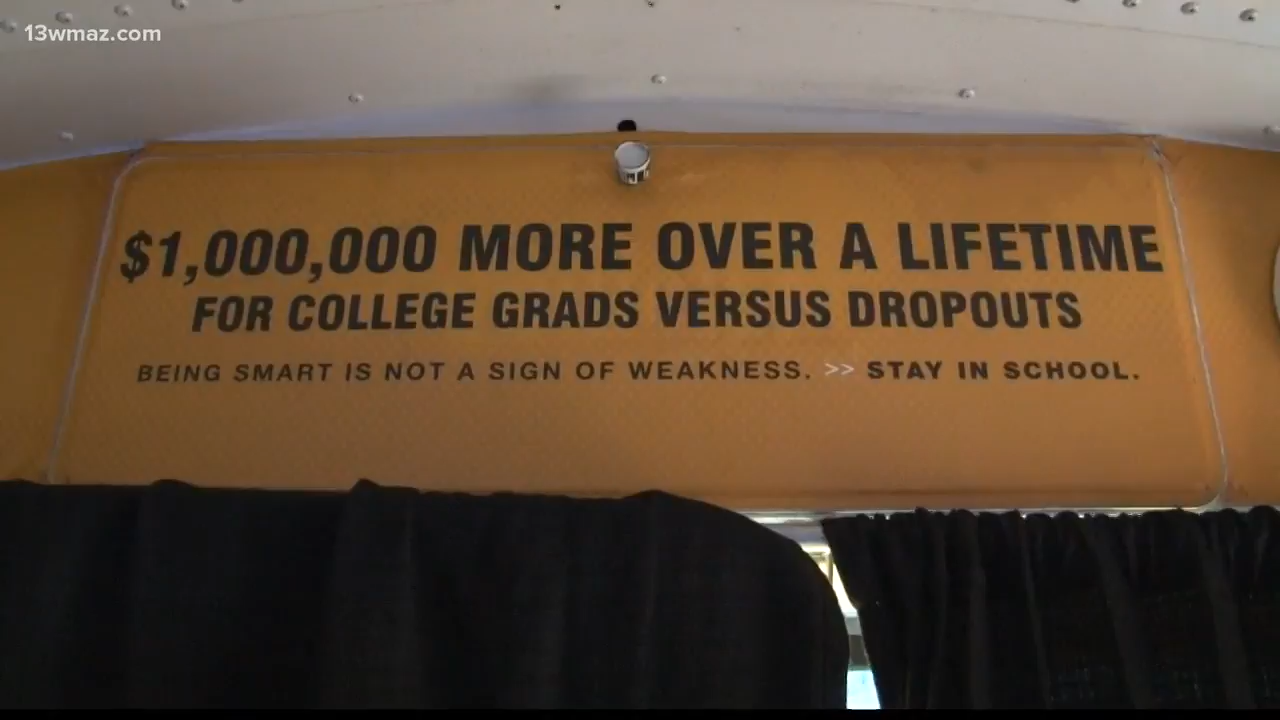 13wmaz.com
$1,000,000 MORE OVER A LIFETIME
FOR COLLEGE GRADS VERSUS DROPOUTS
BEING SMART IS NOT A SIGN OF WEAKNESS. >> STAY IN SCHOOL.